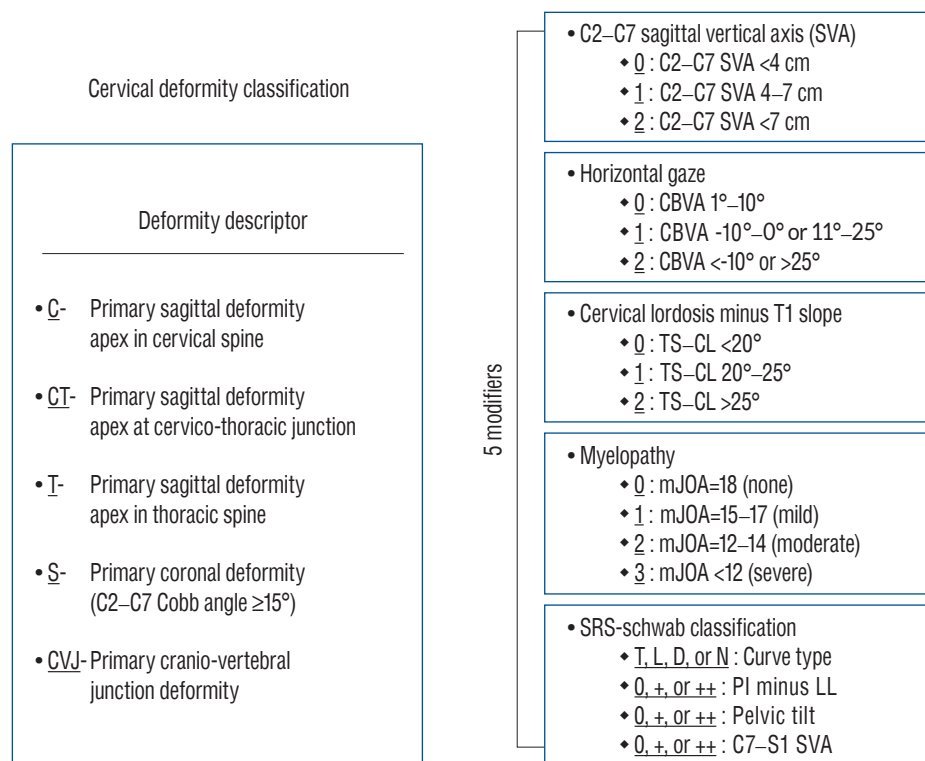 Cervical deformity classification
Deformity descriptor
• C- Primary sagittal deformity
apex in cervical spine
• CT- Primary sagittal deformity
apex at cervico-thoracic junction
• T- Primary sagittal deformity
apex in thoracic spine
• S- Primary coronal deformity
(C2–C7 Cobb angle ≥15°)
• CVJ- Primary cranio-vertebral
junction deformity
5 modifiers
• C2–C7 sagittal vertical axis (SVA)
◆ 0 : C2–C7 SVA <4 cm
◆ 1 : C2–C7 SVA 4–7 cm
◆ 2 : C2–C7 SVA <7 cm
• Horizontal gaze
◆ 0 : CBVA 1°–10°
◆ 1 : CBVA -10°–0° or 11°–25°
◆ 2 : CBVA <-10° or >25°
• Cervical lordosis minus T1 slope
◆ 0 : TS–CL <20°
◆ 1 : TS–CL 20°–25°
◆ 2 : TS–CL >25°
• Myelopathy
◆ 0 : mJOA=18 (none)
◆ 1 : mJOA=15–17 (mild)
◆ 2 : mJOA=12–14 (moderate)
◆ 3 : mJOA <12 (severe)
• SRS-schwab classification
◆ T, L, D, or N : Curve type
◆ 0, +, or ++ : PI minus LL
◆ 0, +, or ++ : Pelvic tilt
◆ 0, +, or ++ : C7–S1 SVA